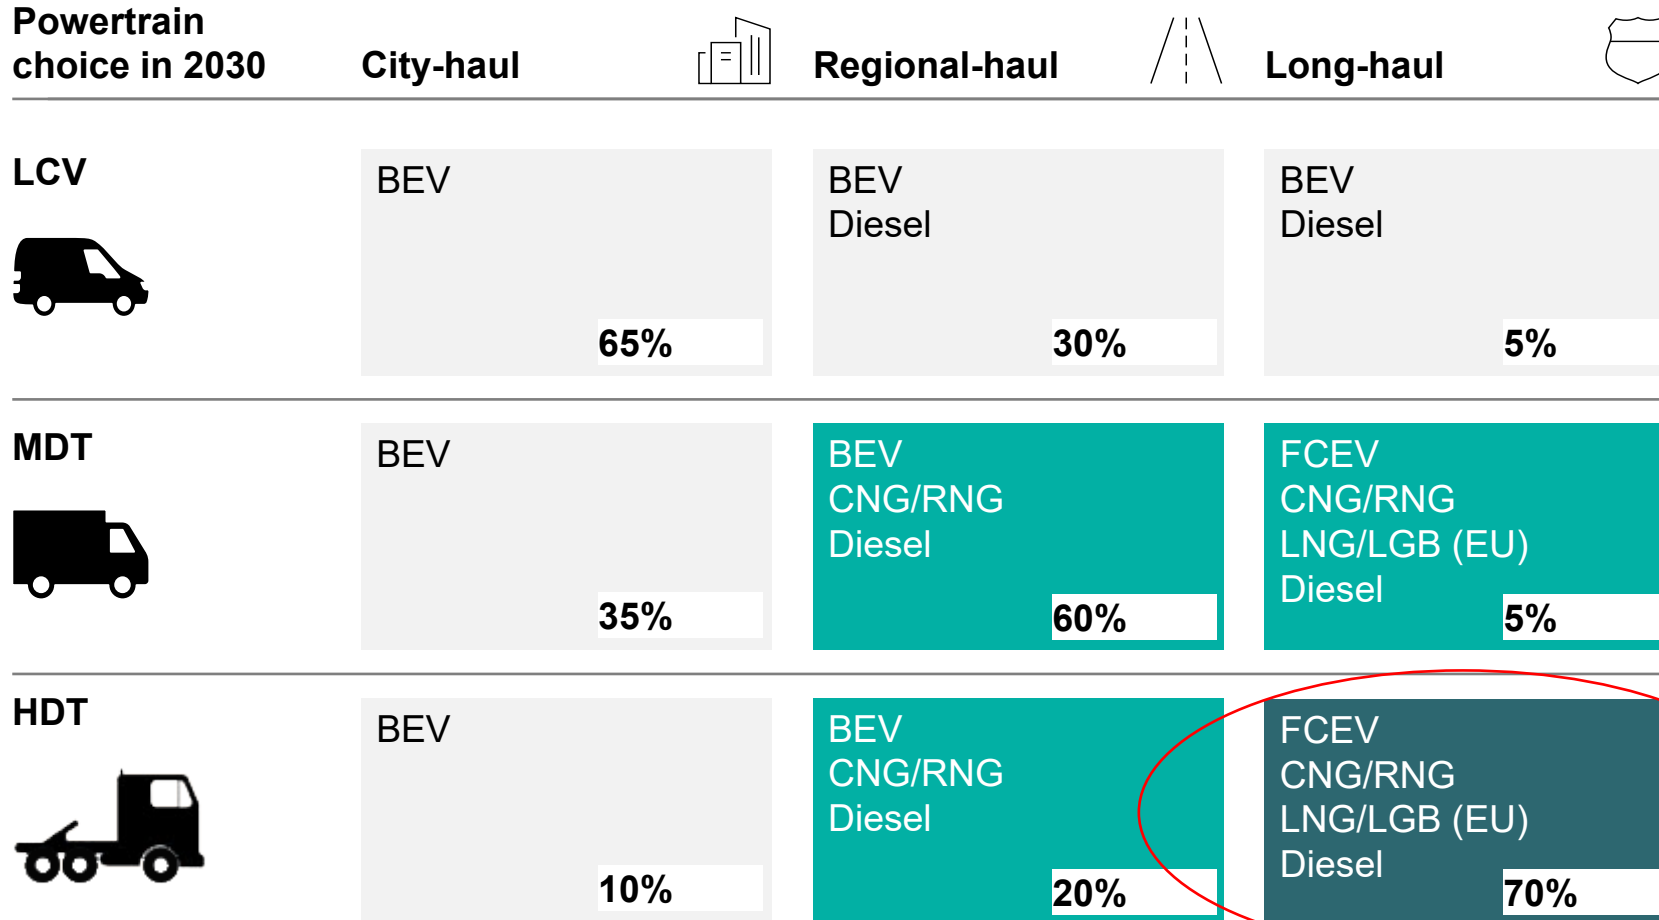 Powertrain
choice in 2030
City-haul
Regional-haul
Long-haul
LCV
BEV
65%
BEV
Diesel
30%
BEV
Diesel
5%
MDT
BEV
35%
BEV
CNG/RNG
Diesel
60%
FCEV
CNG/RNG
LNG/LGB (EU)
Diesel
5%
HDT
BEV
10%
BEV
CNG/RNG
Diesel
20%
FCEV
CNG/RNG
LNG/LGB (EU)
Diesel
70%